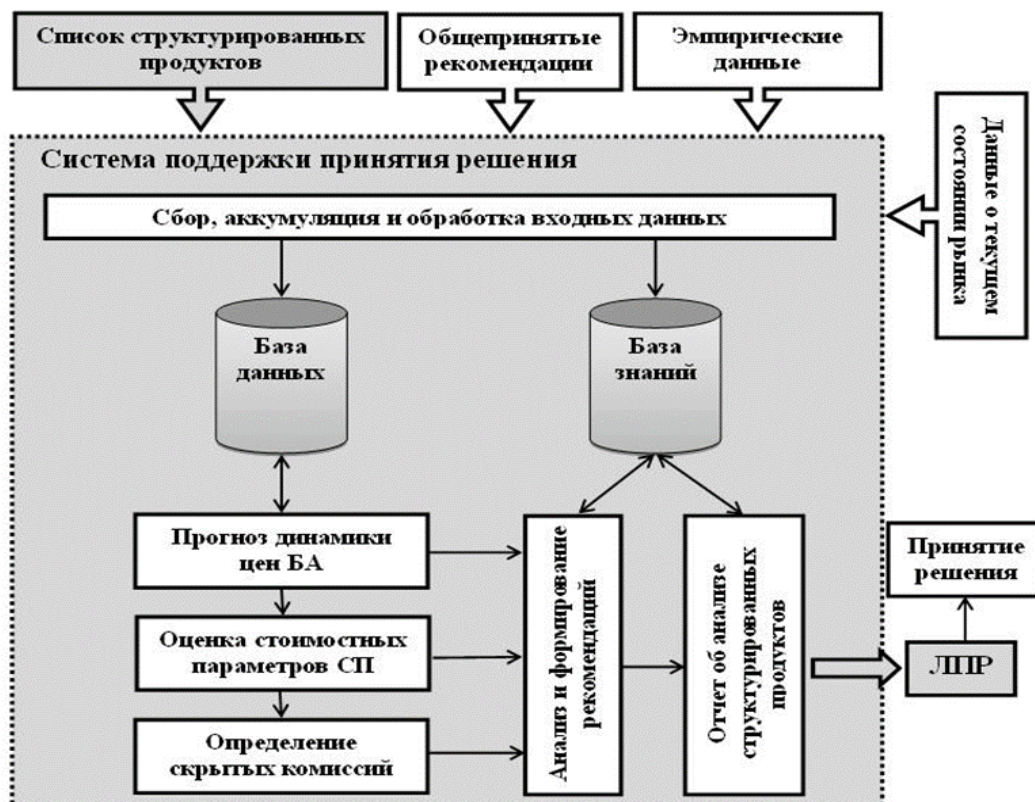 Список структурированных
продуктов
Общепринятые
рекомендации
Эмпирические
данные
Данные о текущем
состоянии рынка
Система поддержки принятия решения
Сбор, аккумуляция и обработка входных данных
База
данных
База
знаний
Прогноз динамики
цен БА
Оценка стоимостных
параметров СП
Определение
скрытых комиссий
Анализ и формирование
рекомендаций
Отчет об анализе
структурированных
продуктов
Принятие
решения
ЛПР